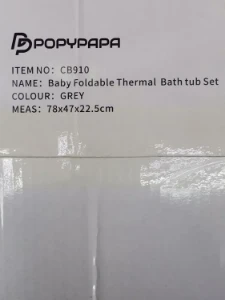 POPYPAPA
ITEM NO: CB910
NAME: Baby Foldable Thermal Bath tub Set
COLOUR: GREY
MEAS: 78x47x22.5cm